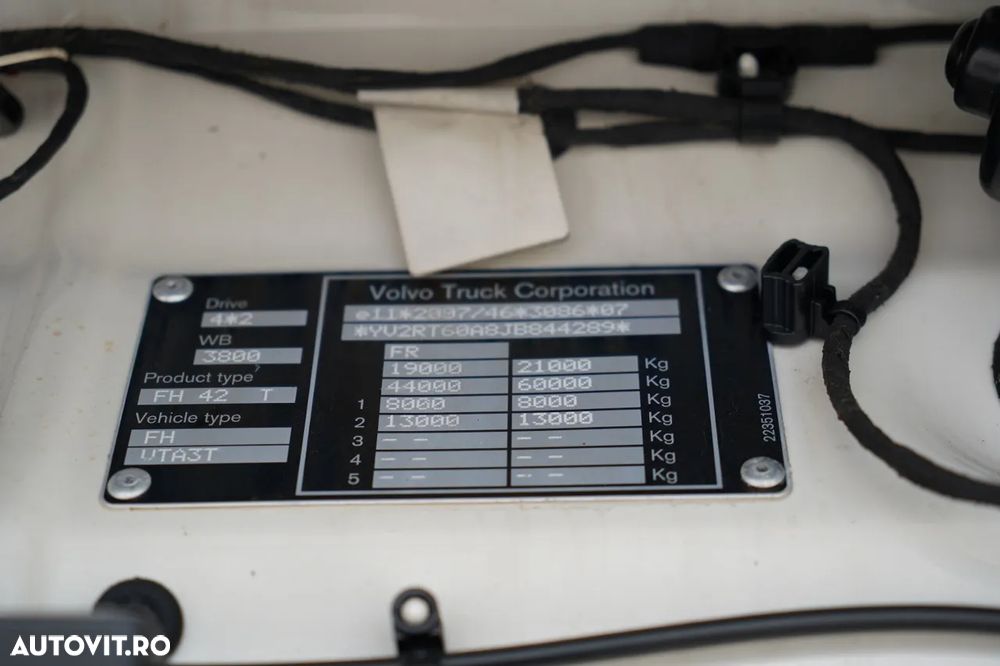 Drive
4*2
WB
3800
Product type
FH 42 T
Vehicle type
FH
VTA3T
Volvo Truck Corporation
e11*2007/46*3086*07
*YV2RT60A8JB844289*
FR
19000 21000 Kg
44000 60000 Kg
1 8000 8000 Kg
2 13000 13000 Kg
3 - - - - Kg
4 - - - - Kg
5 - - - - Kg
22351037
AUTOVIT.RO